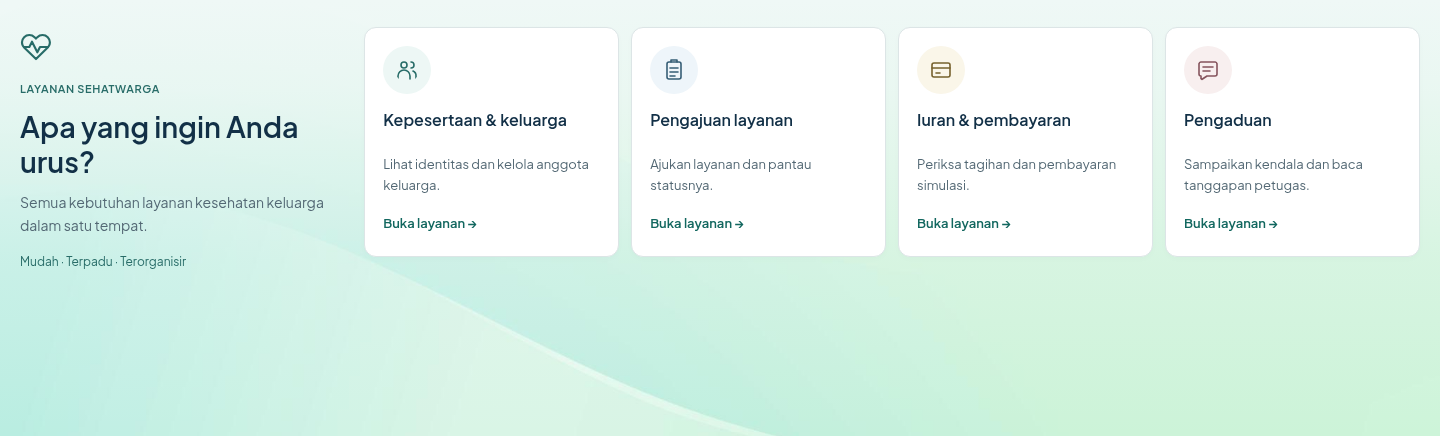 LAYANAN SEHATWARGA
Apa yang ingin Anda
urus?
Semua kebutuhan layanan kesehatan keluarga
dalam satu tempat.
Mudah · Terpadu · Terorganisir
Kepesertaan & keluarga
Lihat identitas dan kelola anggota
keluarga.
Buka layanan →
Pengajuan layanan
Ajukan layanan dan pantau
statusnya.
Buka layanan →
Iuran & pembayaran
Periksa tagihan dan pembayaran
simulasi.
Buka layanan →
Pengaduan
Sampaikan kendala dan baca
tanggapan petugas.
Buka layanan →